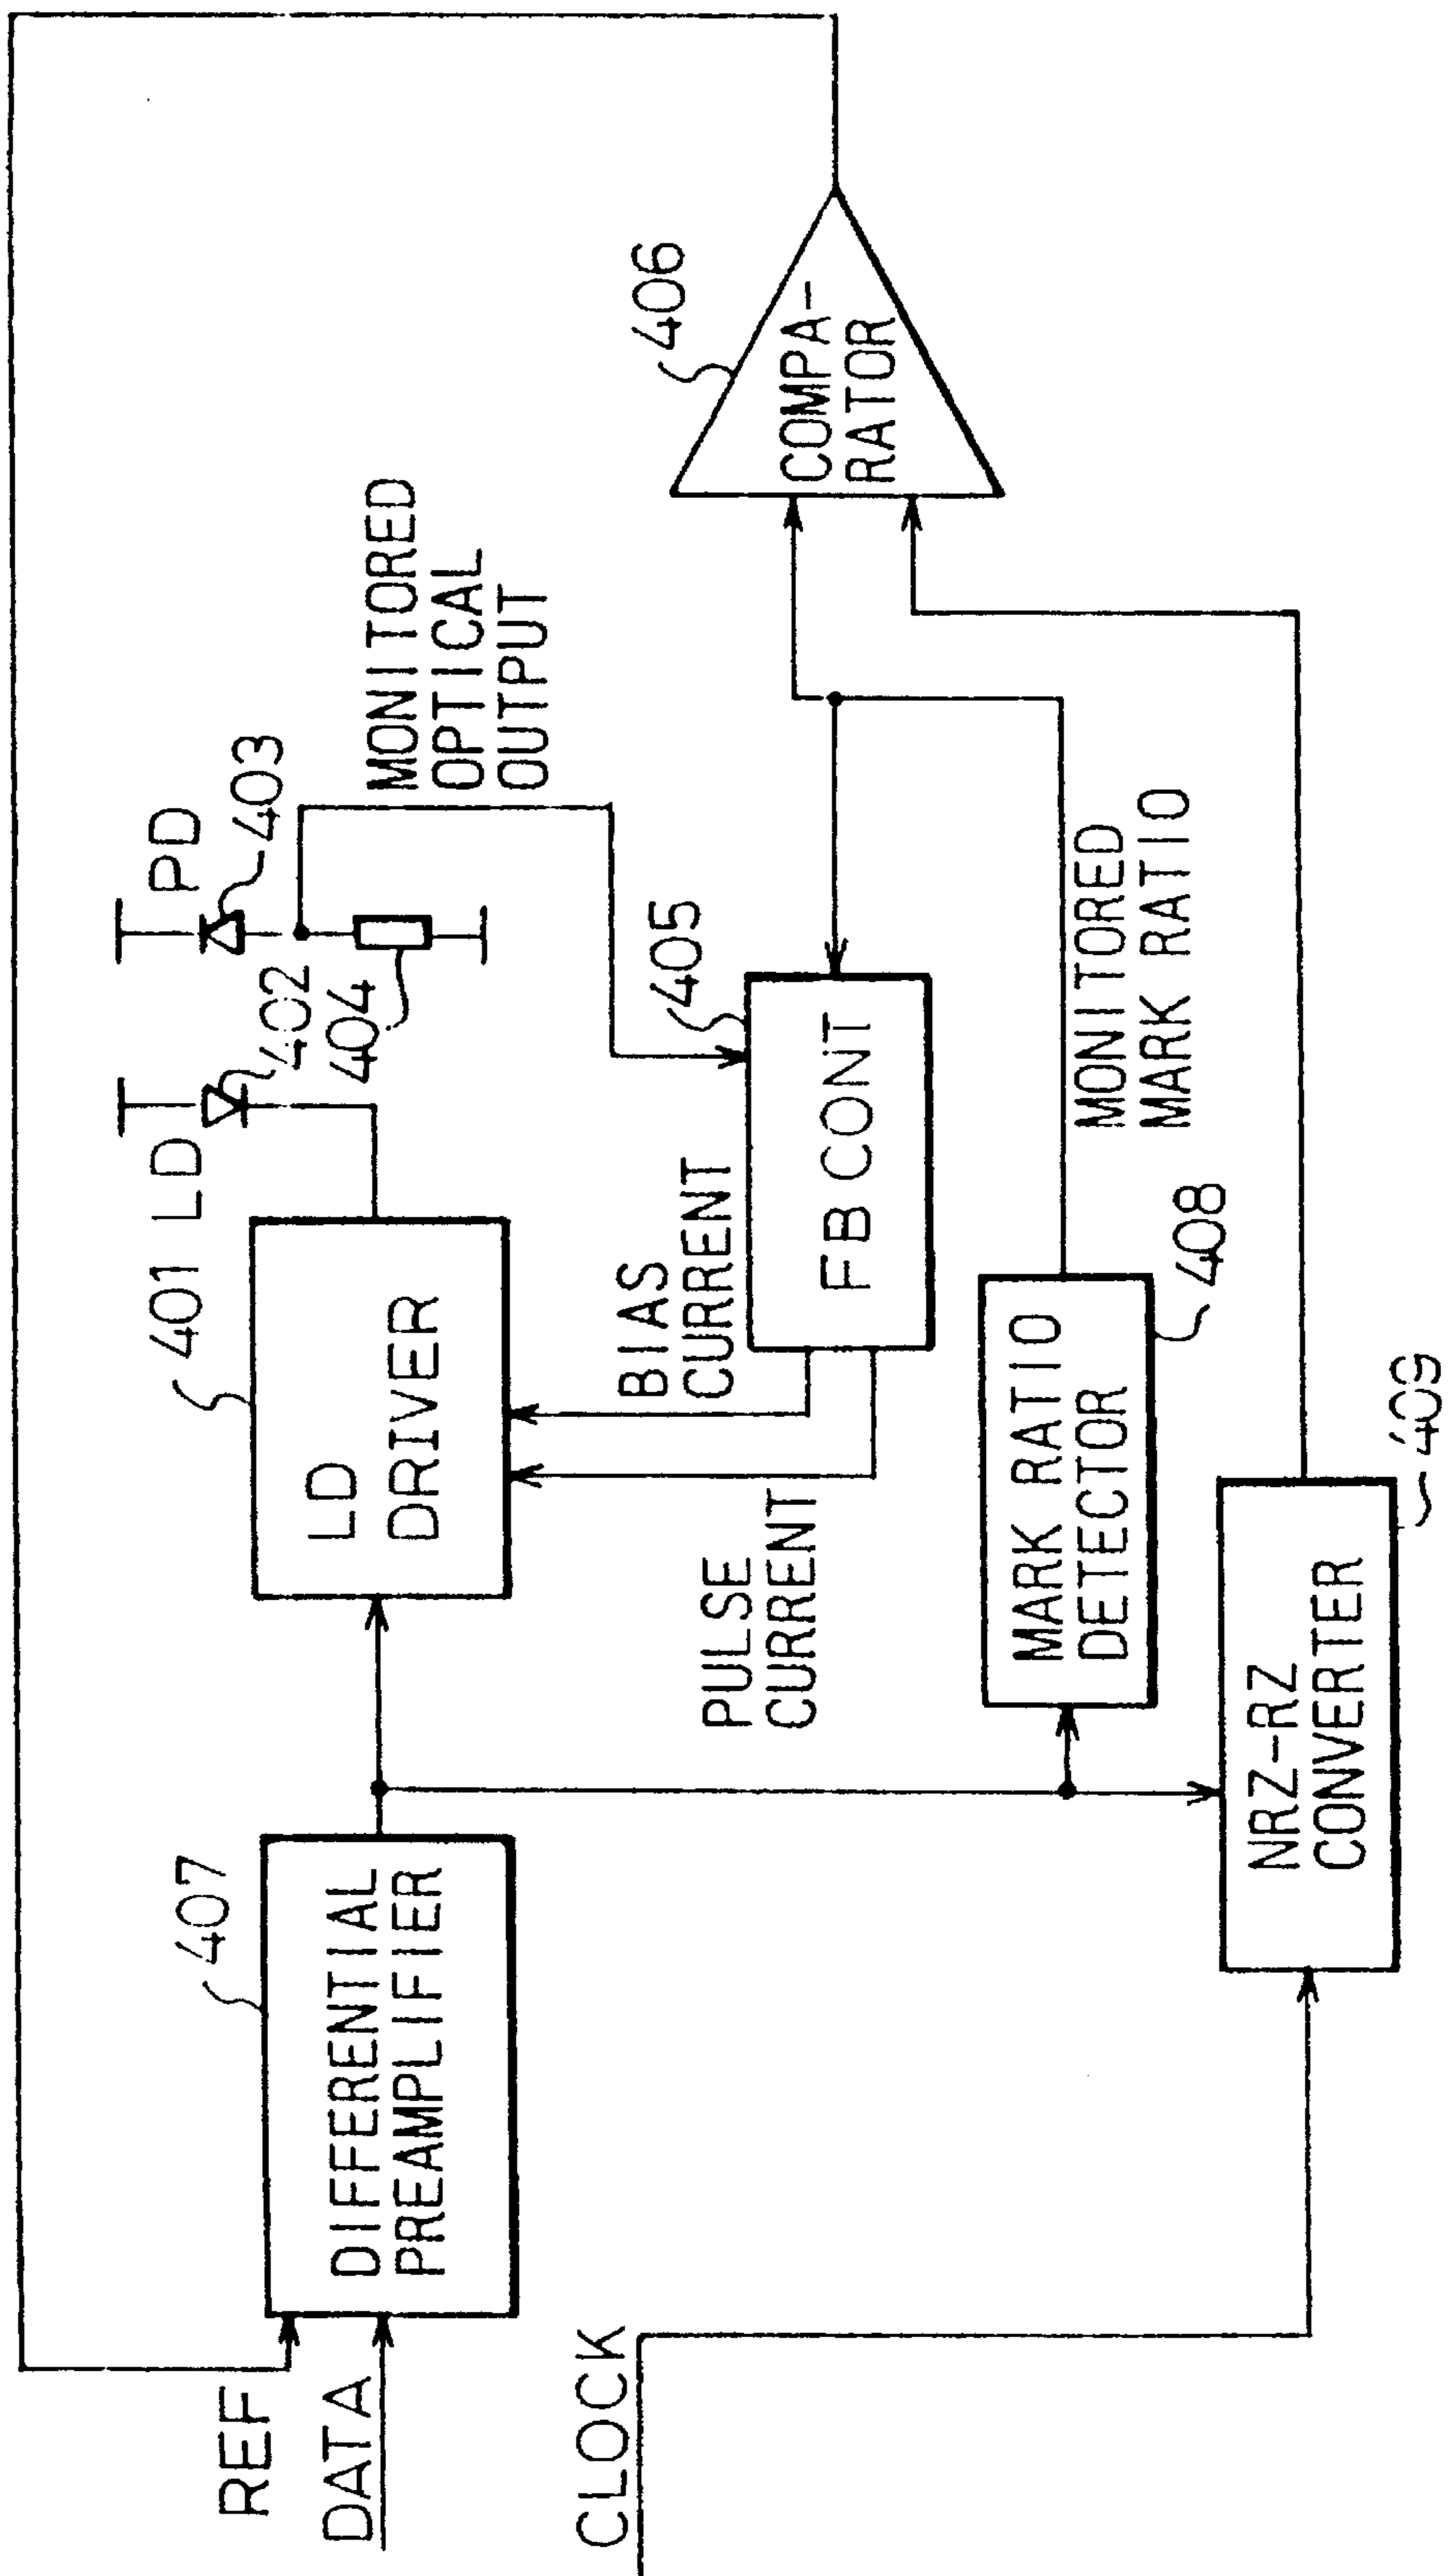 REF
DATA
CLOCK
407
DIFFERENTIAL
PREAMPLIFIER
401
LD
DRIVER
LD
402
PD
403
404
MONITORED
OPTICAL
OUTPUT
BIAS
CURRENT
PULSE
CURRENT
405
FB CONT
406
COMPA-
RATOR
MARK RATIO
DETECTOR
408
MONITORED
MARK RATIO
NRZ-RZ
CONVERTER
409